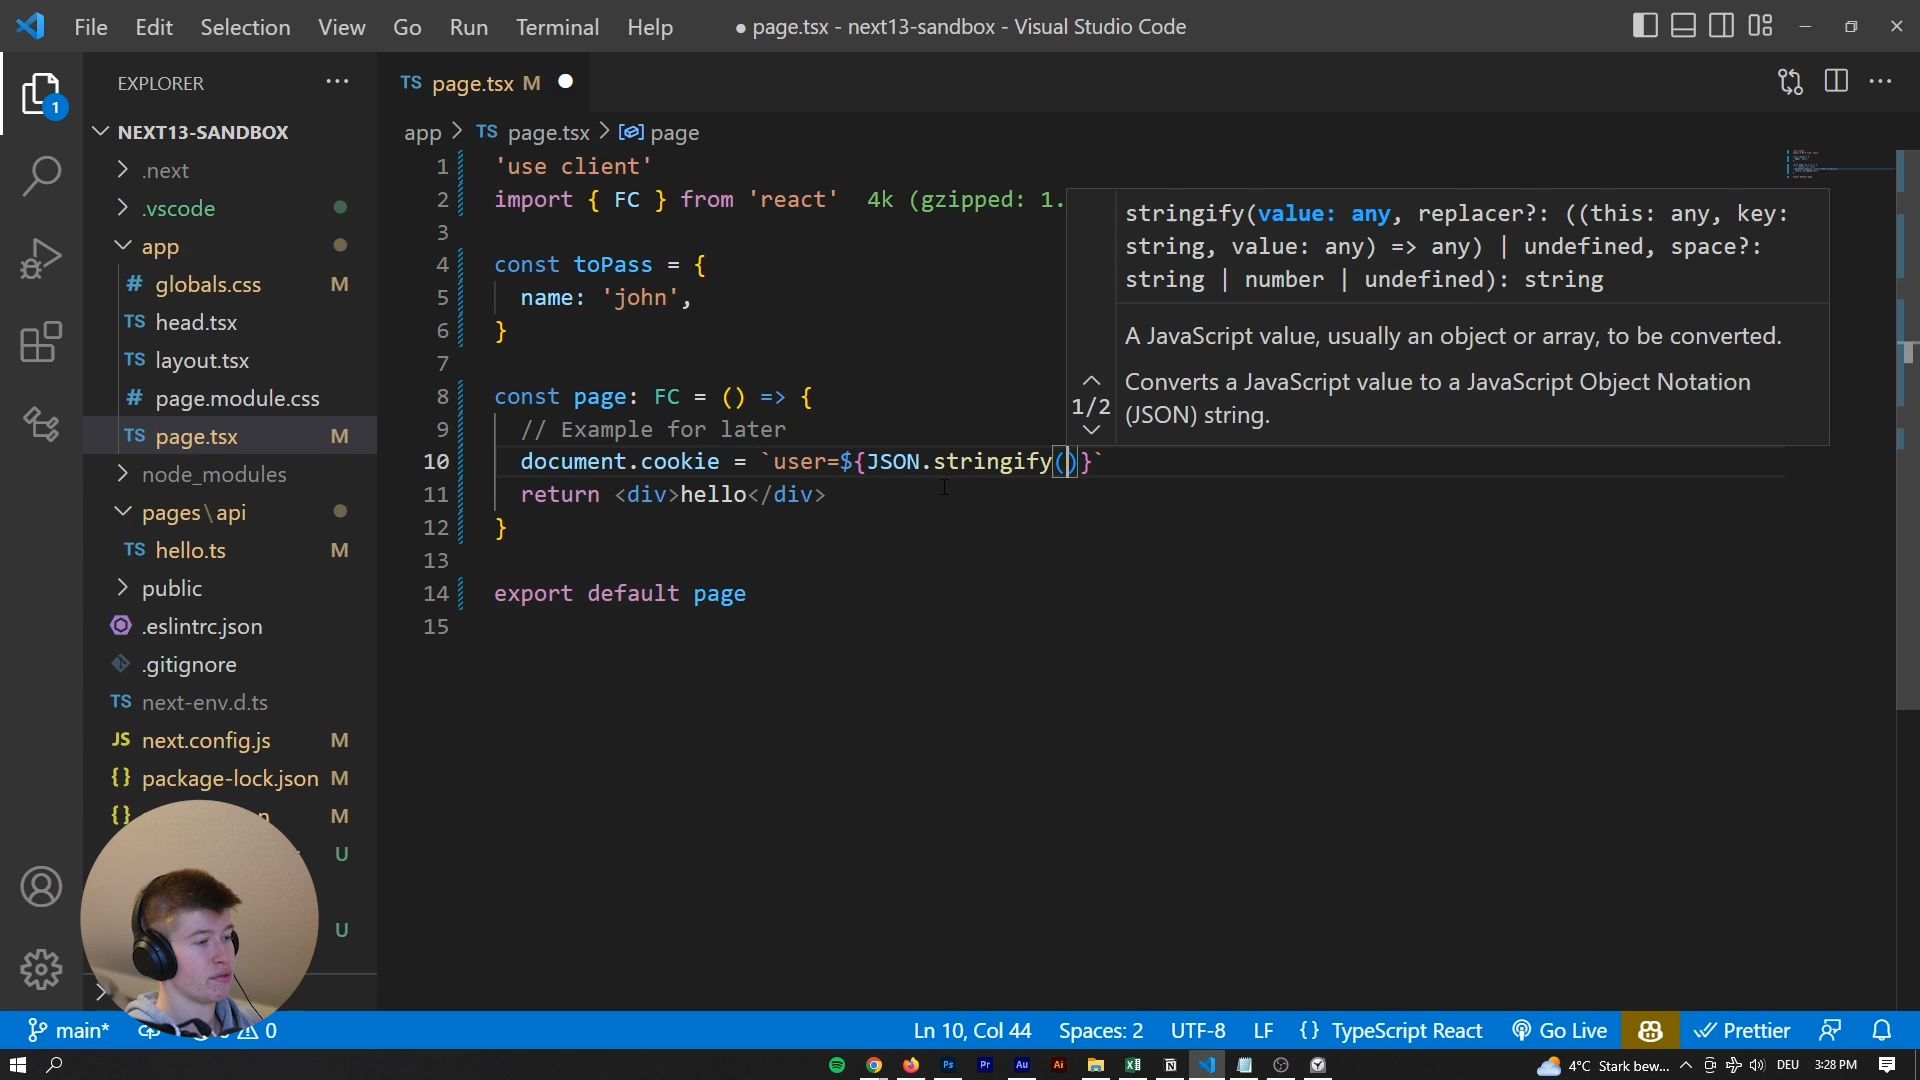 File Edit Selection View Go Run Terminal Help
● page.tsx - next13-sandbox - Visual Studio Code
1
EXPLORER
NEXT13-SANDBOX
.next
.vscode
app
globals.css M
head.tsx
layout.tsx
page.module.css
page.tsx M
node_modules
pages\api
hello.ts M
public
.eslintrc.json
.gitignore
next-env.d.ts
next.config.js M
package-lock.json M
M
U
U
page.tsx M
app > page.tsx > page
1 'use client'
2 import { FC } from 'react' 4k (gzipped: 1.
3
4 const toPass = {
5 name: 'john',
6 }
7
8 const page: FC = () => {
9 // Example for later
10 document.cookie = `user=${JSON.stringify()}`
11 return <div>hello</div>
12 }
13
14 export default page
15
stringify(value: any, replacer?: ((this: any, key:
string, value: any) => any) | undefined, space?:
string | number | undefined): string
A JavaScript value, usually an object or array, to be converted.
1/2
Converts a JavaScript value to a JavaScript Object Notation
(JSON) string.
main* 0
Ln 10, Col 44 Spaces: 2 UTF-8 LF {} TypeScript React Go Live Prettier
4°C Stark bew... DEU 3:28 PM